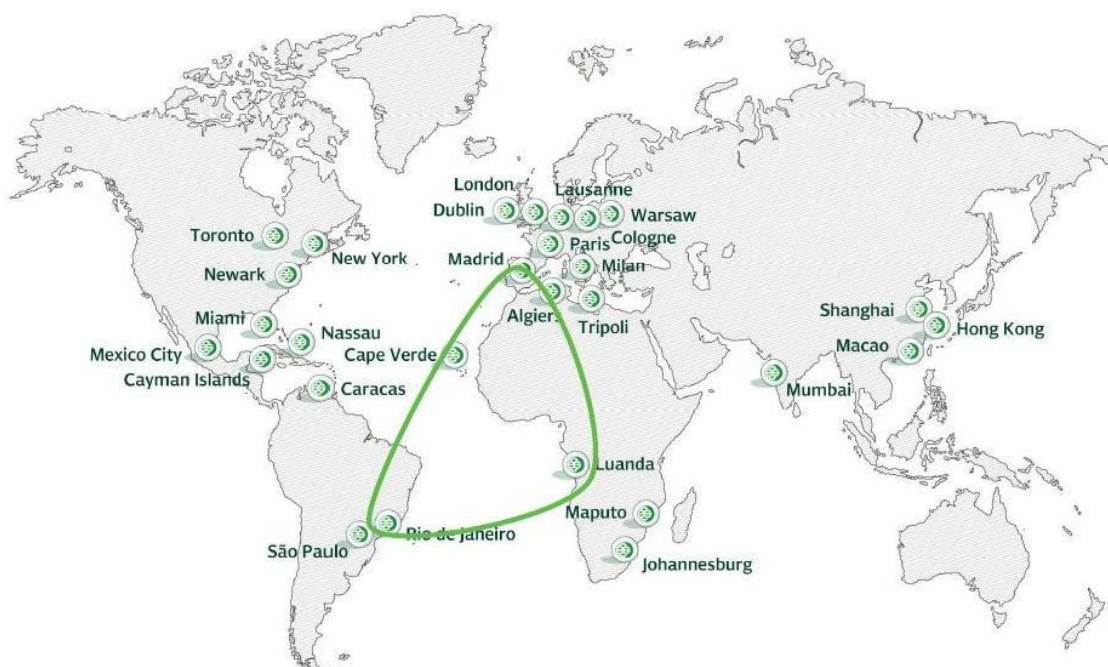 London
Lausanne
Dublin
Warsaw
Toronto
Paris
Cologne
New York
Madrid
Milan
Newark
Algiers
Tripoli
Shanghai
Miami
Nassau
Hong Kong
Mexico City
Cape Verde
Macao
Cayman Islands
Caracas
Mumbai
Luanda
Maputo
Rio de Janeiro
São Paulo
Johannesburg